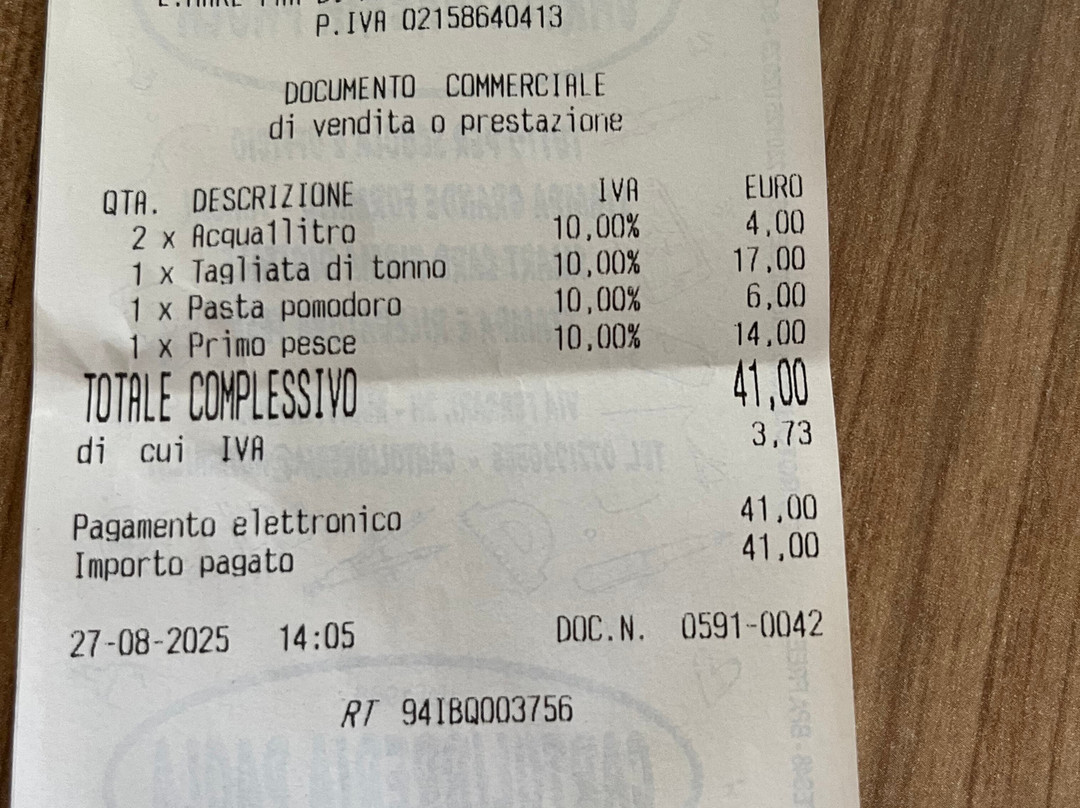 P.IVA 02158640413
DOCUMENTO COMMERCIALE
di vendita o prestazione
QTA. DESCRIZIONE IVA EURO
2 x Acqua1litro 10,00% 4,00
1 x Tagliata di tonno 10,00% 17,00
1 x Pasta pomodoro 10,00% 6,00
1 x Primo pesce 10,00% 14,00
TOTALE COMPLESSIVO 41,00
di cui IVA 3,73
Pagamento elettronico 41,00
Importo pagato 41,00
27-08-2025 14:05 DOC.N. 0591-0042
RT 94IBQ003756